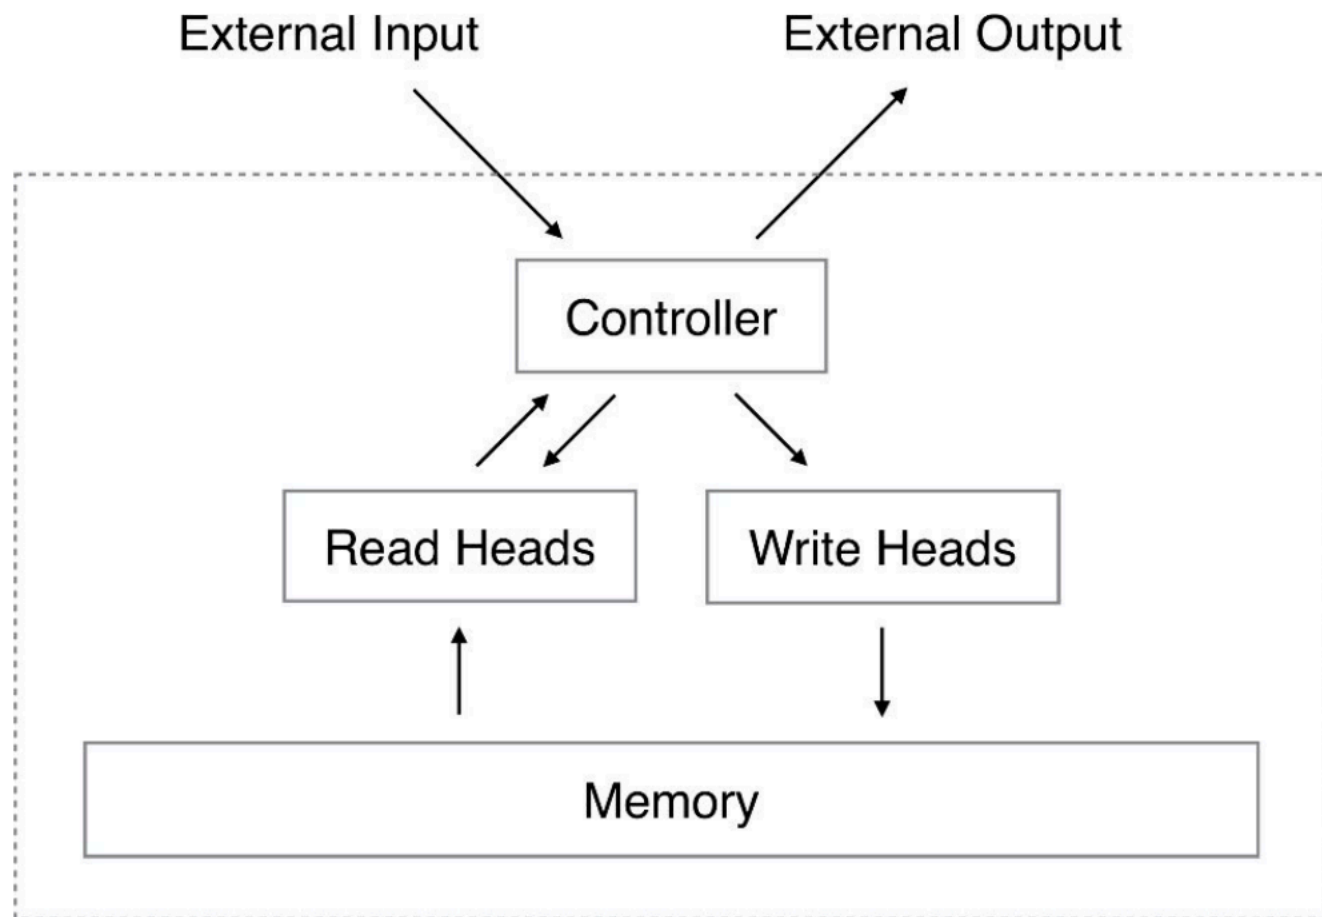 External Input
External Output
Controller
Read Heads
Write Heads
Memory